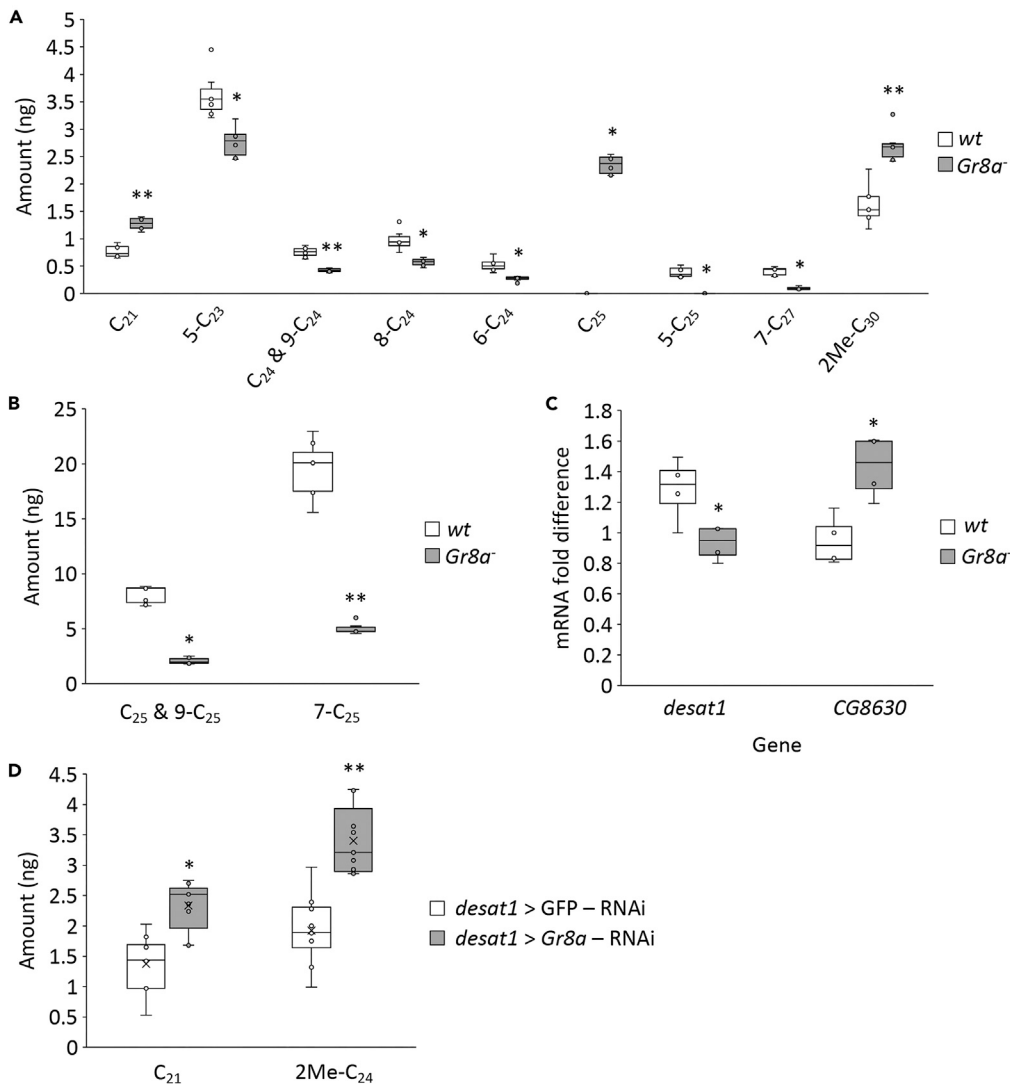 A
Amount (ng)
5
4.5
4
3.5
3
2.5
2
1.5
1
0.5
0
**
*
**
*
*
*
*
*
**
C₂₁
5-C₂₃
C₂₄ & 9-C₂₄
8-C₂₄
6-C₂₄
C₂₅
5-C₂₅
7-C₂₇
2Me-C₃₀
wt
Gr8a⁻
B
Amount (ng)
25
20
15
10
5
0
*
**
C₂₅ & 9-C₂₅
7-C₂₅
wt
Gr8a⁻
C
mRNA fold difference
1.8
1.6
1.4
1.2
1
0.8
0.6
0.4
0.2
0
*
*
desat1
CG8630
Gene
wt
Gr8a⁻
D
Amount (ng)
4.5
4
3.5
3
2.5
2
1.5
1
0.5
0
*
**
C₂₁
2Me-C₂₄
desat1 > GFP – RNAi
desat1 > Gr8a – RNAi